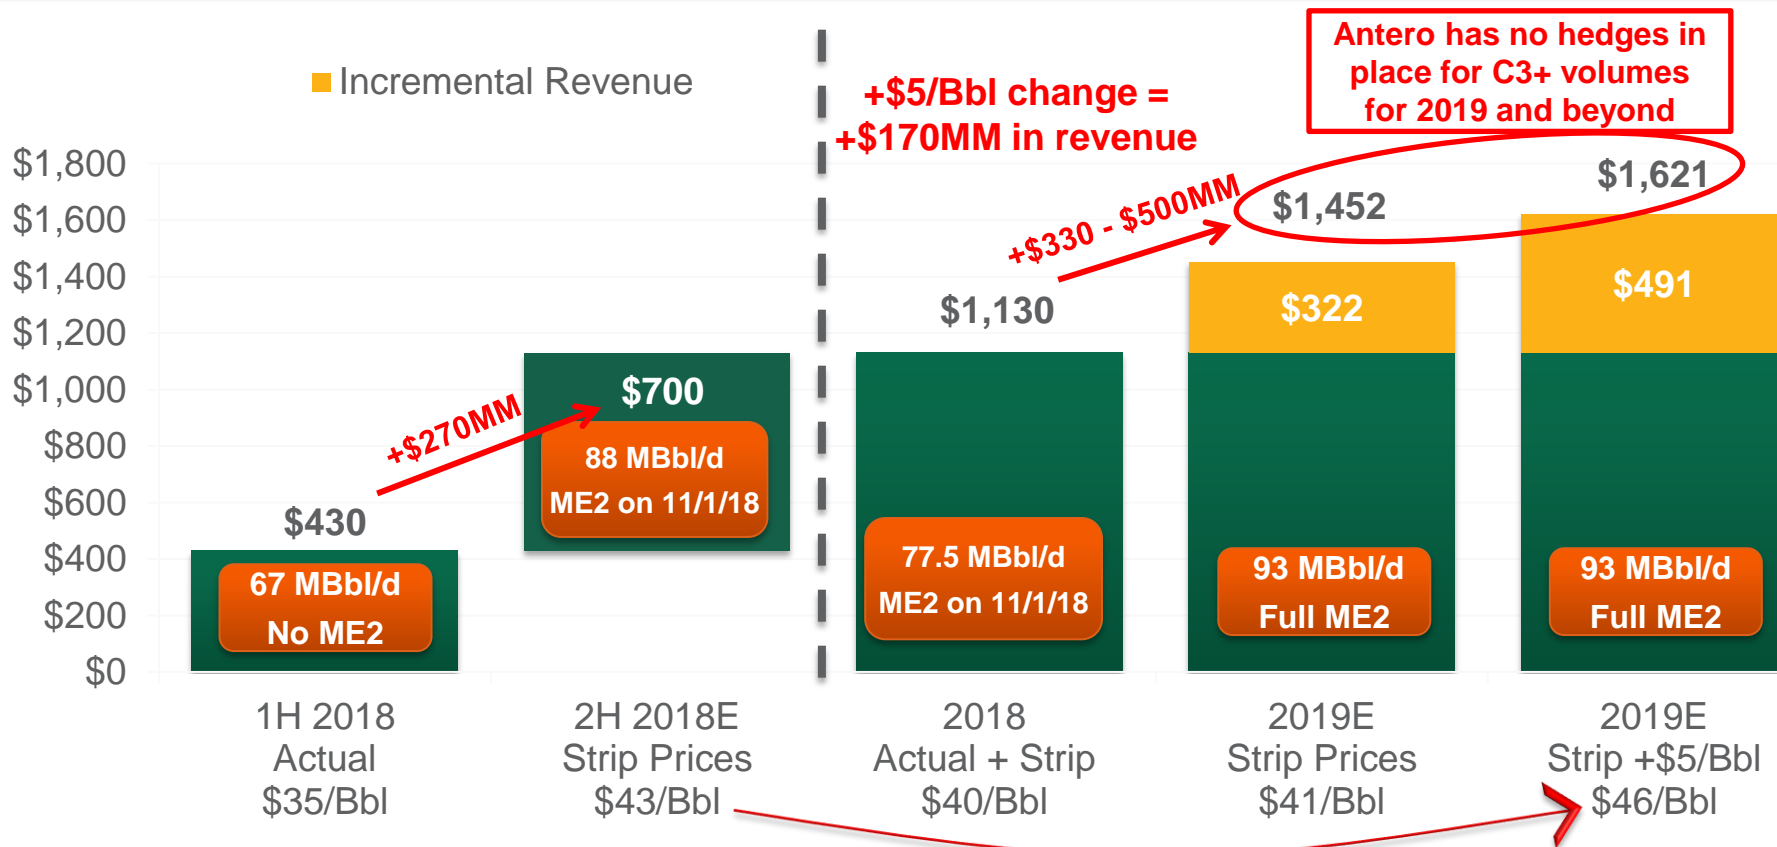 Antero has no hedges in
place for C3+ volumes
for 2019 and beyond
Incremental Revenue
+$5/Bbl change =
+$170MM in revenue
$1,800
$1,600
$1,400
$1,200
$1,000
$800
$600
$400
$200
$0
$430
67 MBbl/d
No ME2
+$270MM
$700
88 MBbl/d
ME2 on 11/1/18
$1,130
77.5 MBbl/d
ME2 on 11/1/18
+$330 - $500MM
$1,452
$322
93 MBbl/d
Full ME2
$1,621
$491
93 MBbl/d
Full ME2
1H 2018
Actual
$35/Bbl
2H 2018E
Strip Prices
$43/Bbl
2018
Actual + Strip
$40/Bbl
2019E
Strip Prices
$41/Bbl
2019E
Strip +$5/Bbl
$46/Bbl